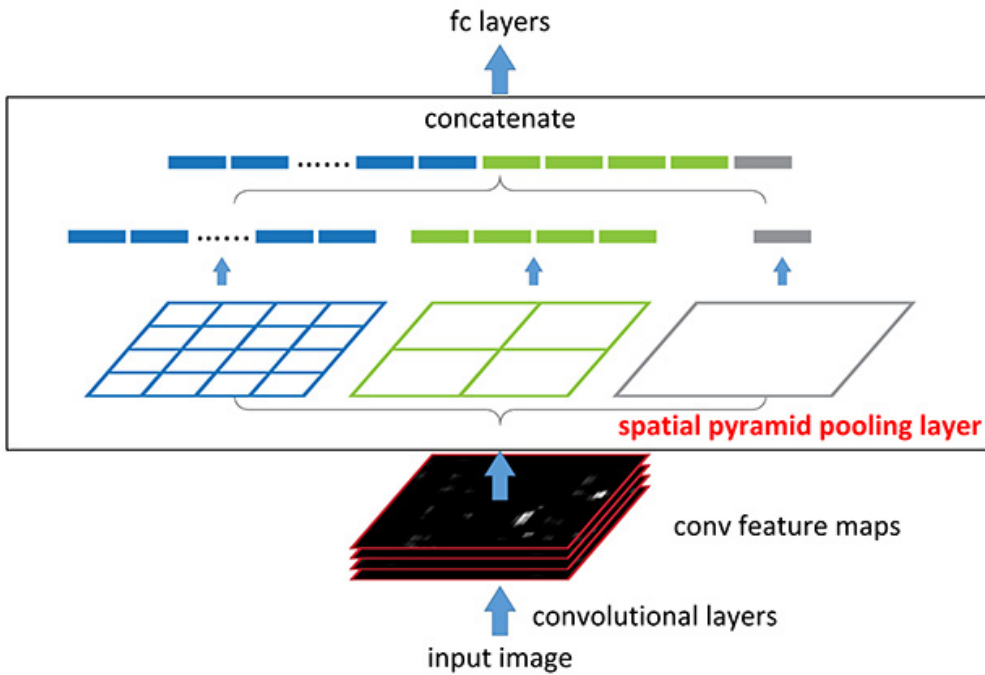 fc layers
concatenate
......
......
spatial pyramid pooling layer
conv feature maps
convolutional layers
input image